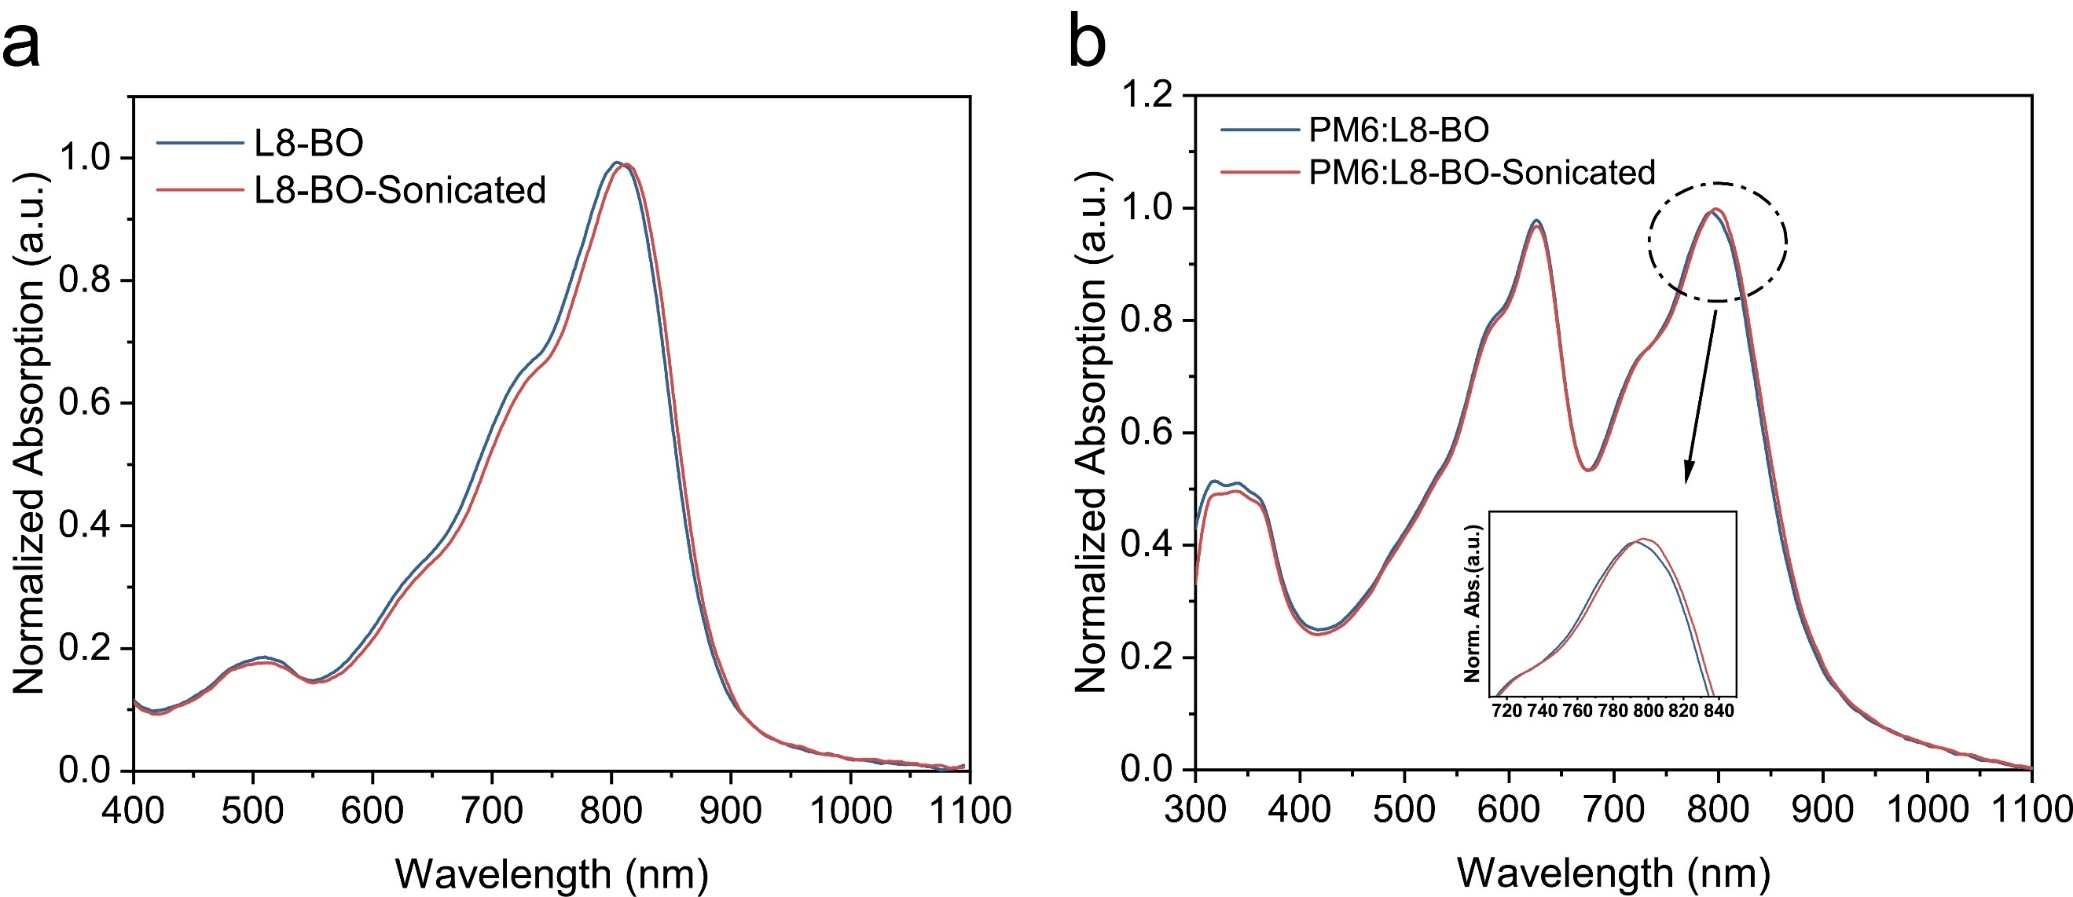 a
Normalized Absorption (a.u.)
1.0
0.8
0.6
0.4
0.2
0.0
L8-BO
L8-BO-Sonicated
400 500 600 700 800 900 1000 1100
Wavelength (nm)
b
Normalized Absorption (a.u.)
1.2
1.0
0.8
0.6
0.4
0.2
0.0
PM6:L8-BO
PM6:L8-BO-Sonicated
Norm. Abs.(a.u.)
720 740 760 780 800 820 840
300 400 500 600 700 800 900 1000 1100
Wavelength (nm)